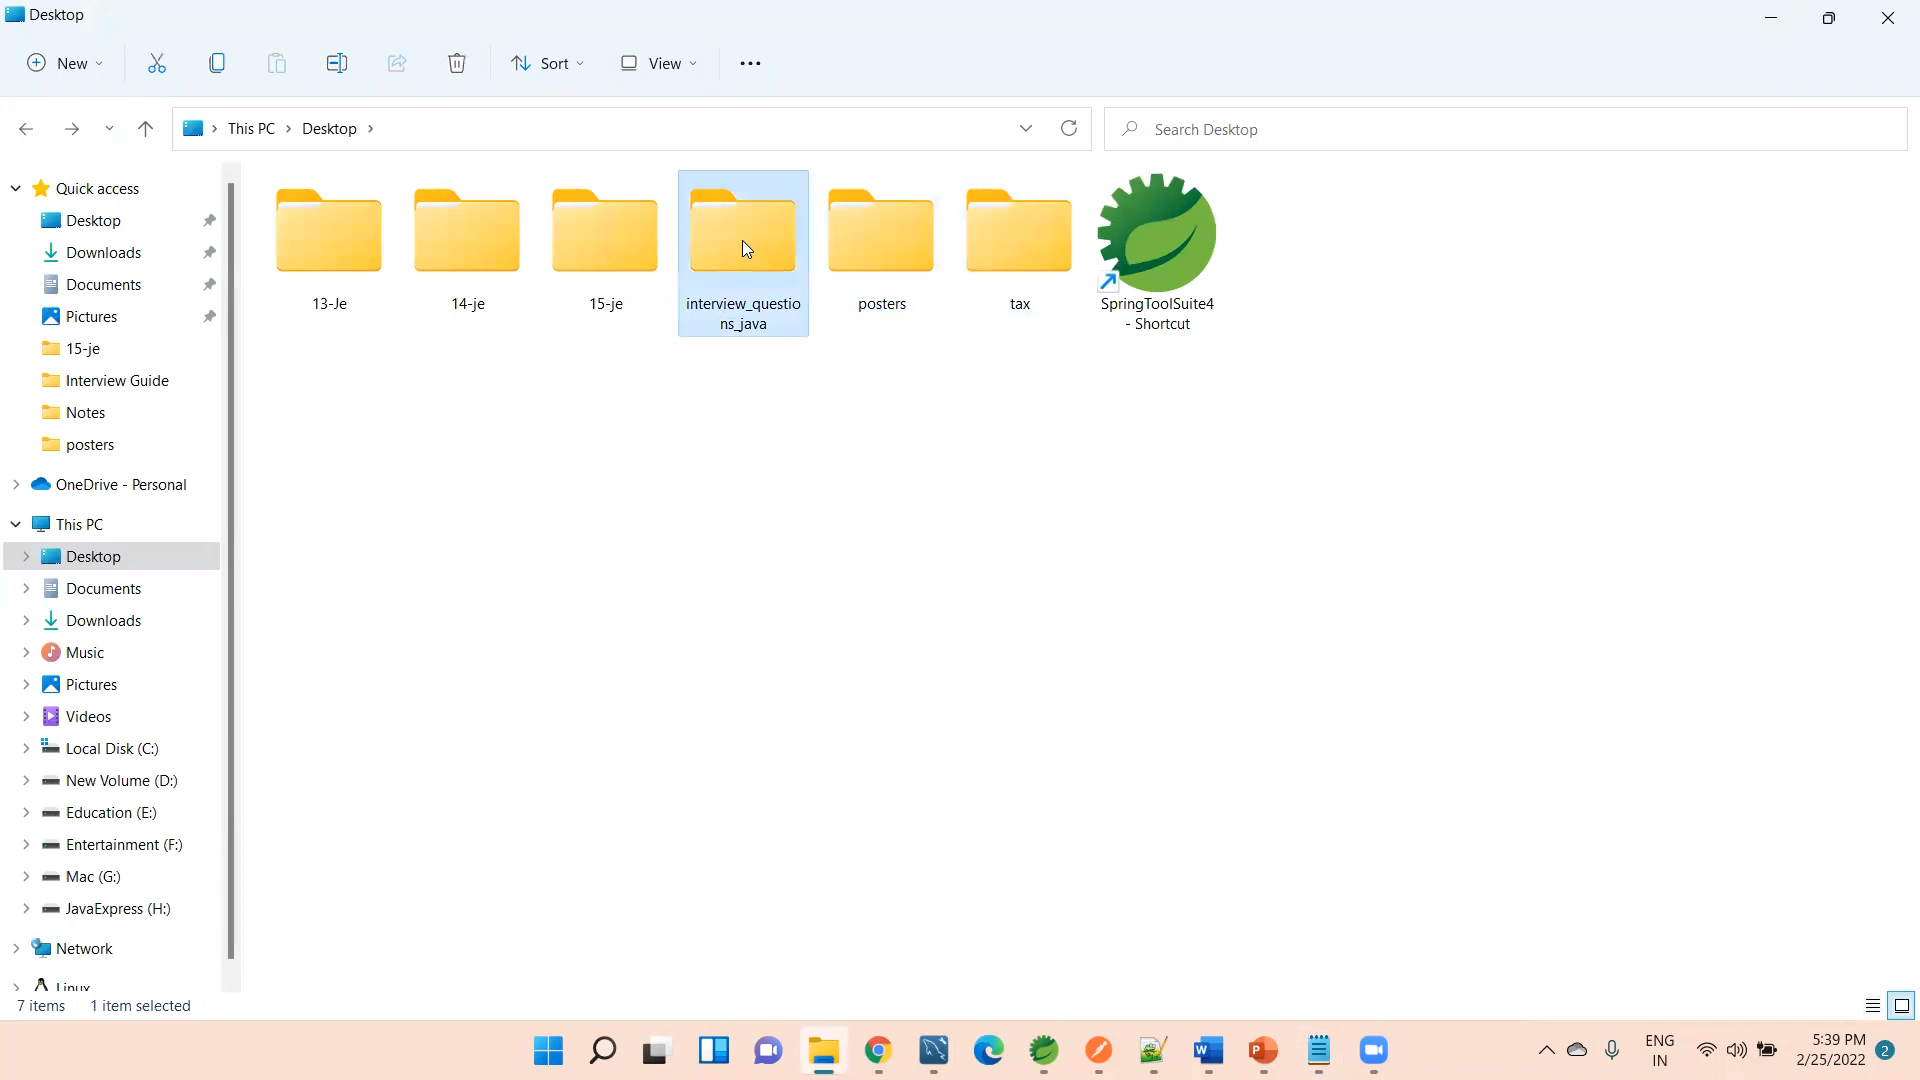 Desktop
New
Sort
View
This PC
Desktop
Search Desktop
Quick access
Desktop
Downloads
Documents
Pictures
15-je
Interview Guide
Notes
posters
OneDrive - Personal
This PC
Desktop
Documents
Downloads
Music
Pictures
Videos
Local Disk (C:)
New Volume (D:)
Education (E:)
Entertainment (F:)
Mac (G:)
JavaExpress (H:)
Network
Linux
13-Je
14-je
15-je
interview_questio
ns_java
posters
tax
SpringToolSuite4
- Shortcut
7 items
1 item selected
ENG
IN
5:39 PM
2/25/2022
2